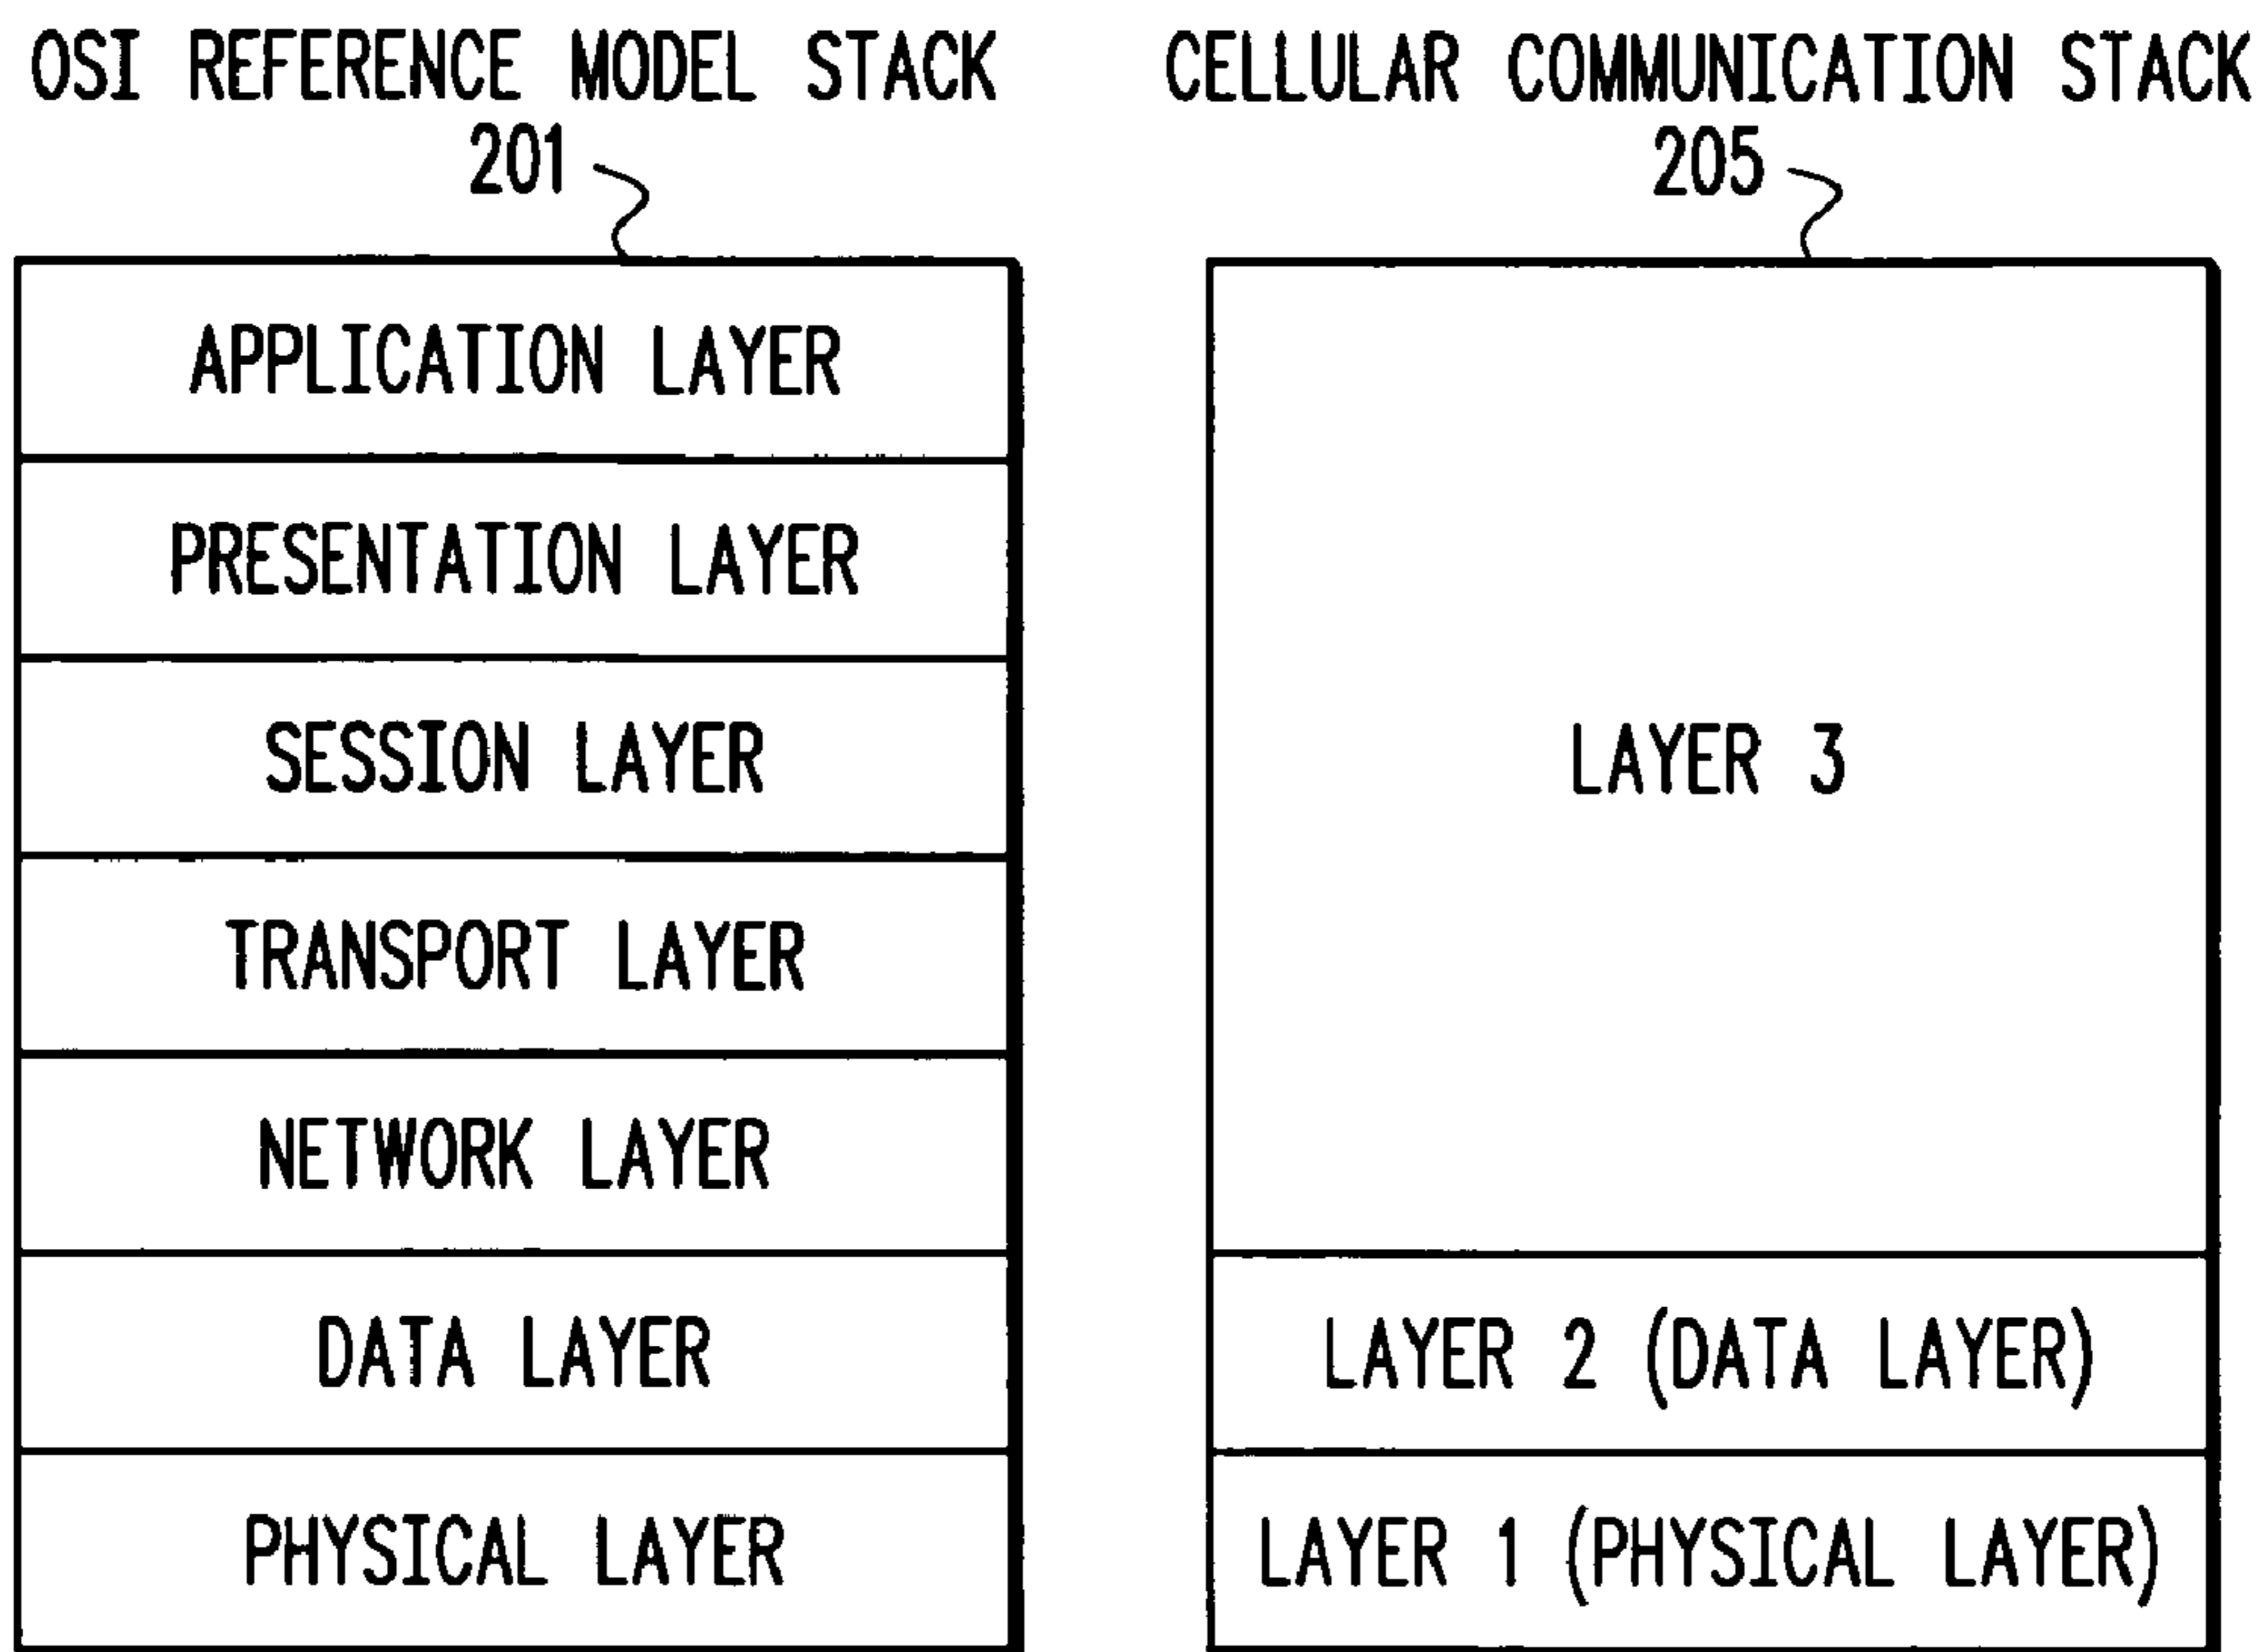 OSI REFERENCE MODEL STACK
201
APPLICATION LAYER
PRESENTATION LAYER
SESSION LAYER
TRANSPORT LAYER
NETWORK LAYER
DATA LAYER
PHYSICAL LAYER
CELLULAR COMMUNICATION STACK
205
LAYER 3
LAYER 2 (DATA LAYER)
LAYER 1 (PHYSICAL LAYER)